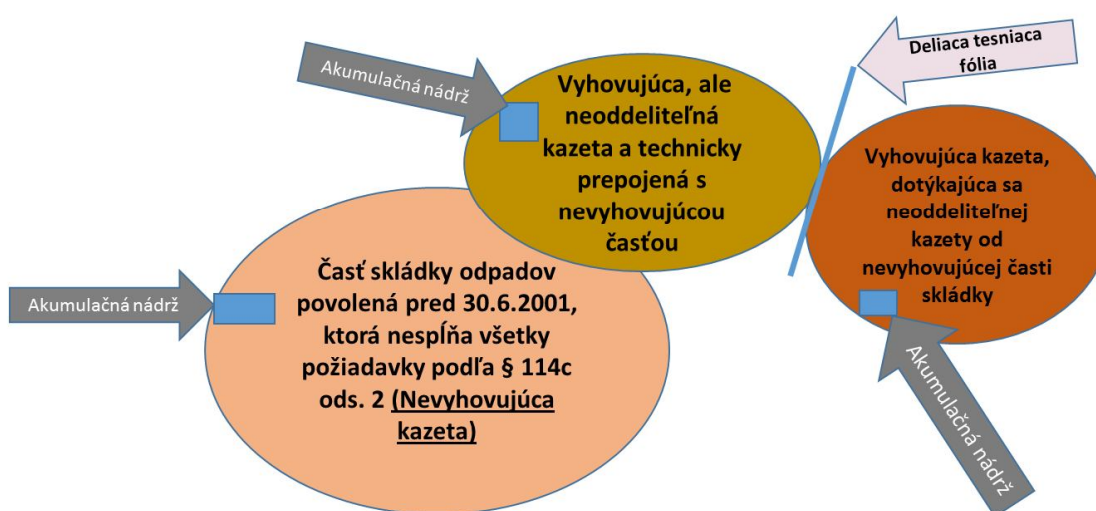 Akumulačná nádrž
Vyhovujúca, ale
neoddeliteľná
kazeta a technicky
prepojená s
nevyhovujúcou
časťou
Deliaca tesniaca
fólia
Vyhovujúca kazeta,
dotýkajúca sa
neoddeliteľnej
kazety od
nevyhovujúcej časti
skládky
Akumulačná nádrž
Časť skládky odpadov
povolená pred 30.6.2001,
ktorá nespĺňa všetky
požiadavky podľa § 114c
ods. 2 (Nevyhovujúca
kazeta)
Akumulačná nádrž